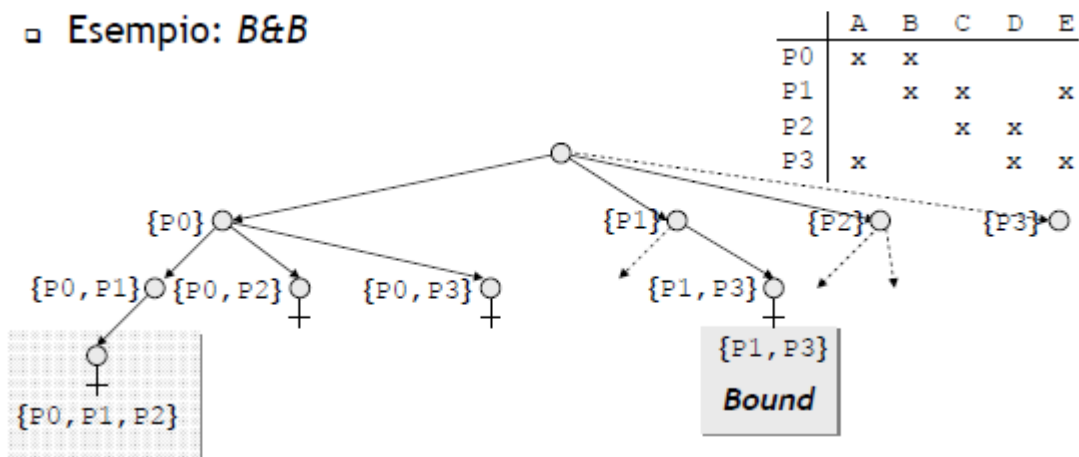 Esempio: B&B
A B C D E
P0 x x
P1 x x x
P2 x x
P3 x x x
{P0} {P1} {P2} {P3}
{P0,P1} {P0,P2} {P0,P3} {P1,P3}
{P1,P3}
Bound
{P0,P1,P2}